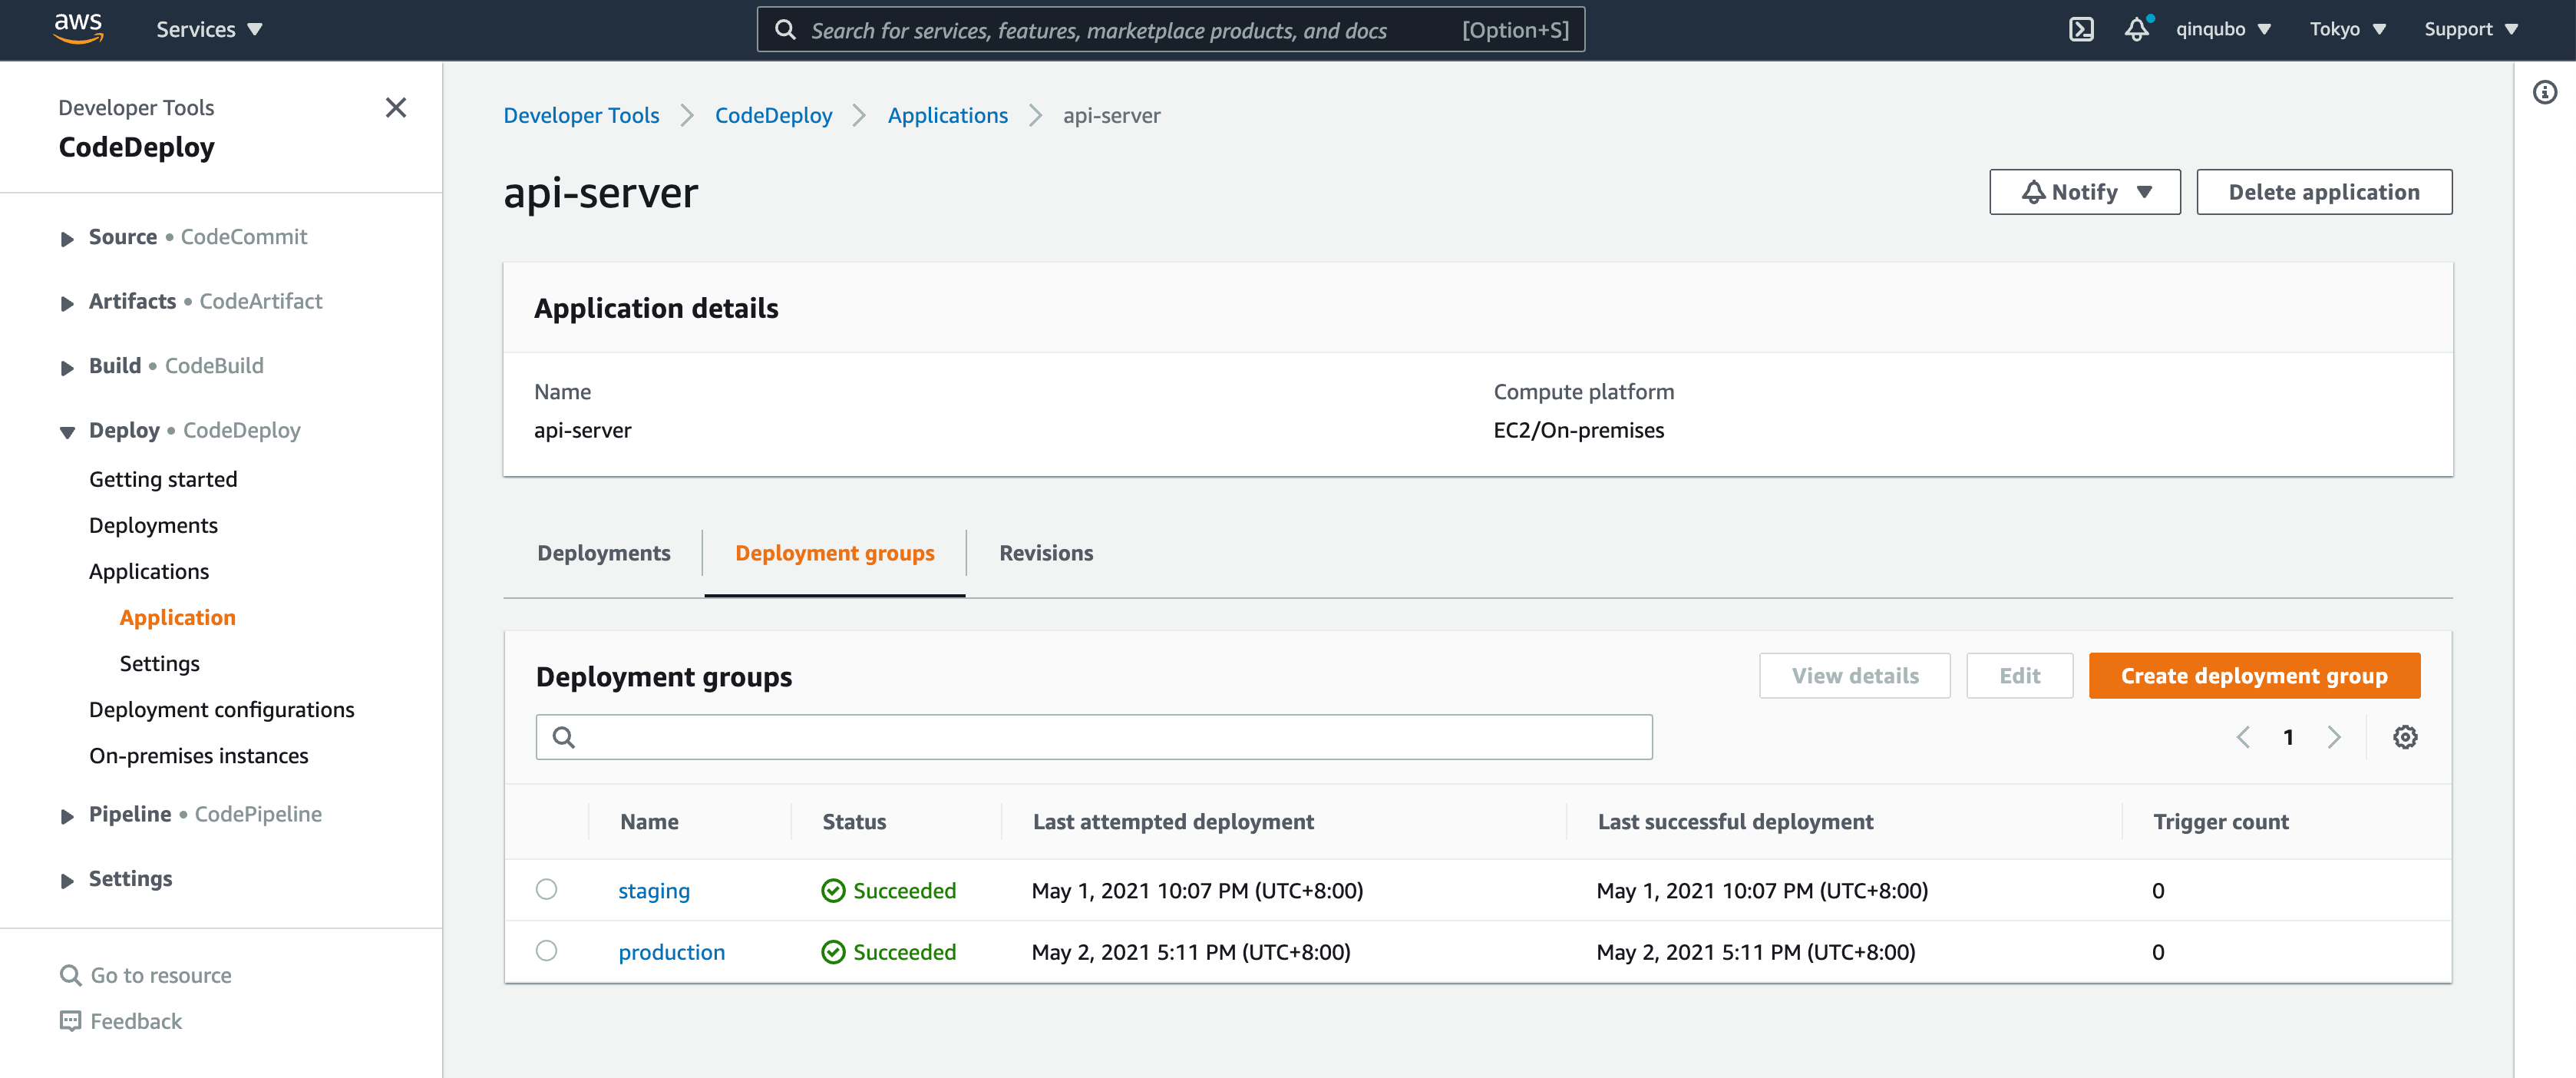 aws
Services
Search for services, features, marketplace products, and docs [Option+S]
qinqubo
Tokyo
Support
Developer Tools
CodeDeploy
Source • CodeCommit
Artifacts • CodeArtifact
Build • CodeBuild
Deploy • CodeDeploy
Getting started
Deployments
Applications
Application
Settings
Deployment configurations
On-premises instances
Pipeline • CodePipeline
Settings
Go to resource
Feedback
Developer Tools > CodeDeploy > Applications > api-server
api-server
Notify
Delete application
Application details
Name
api-server
Compute platform
EC2/On-premises
Deployments
Deployment groups
Revisions
Deployment groups
View details
Edit
Create deployment group
1
Name Status Last attempted deployment Last successful deployment Trigger count
staging Succeeded May 1, 2021 10:07 PM (UTC+8:00) May 1, 2021 10:07 PM (UTC+8:00) 0
production Succeeded May 2, 2021 5:11 PM (UTC+8:00) May 2, 2021 5:11 PM (UTC+8:00) 0